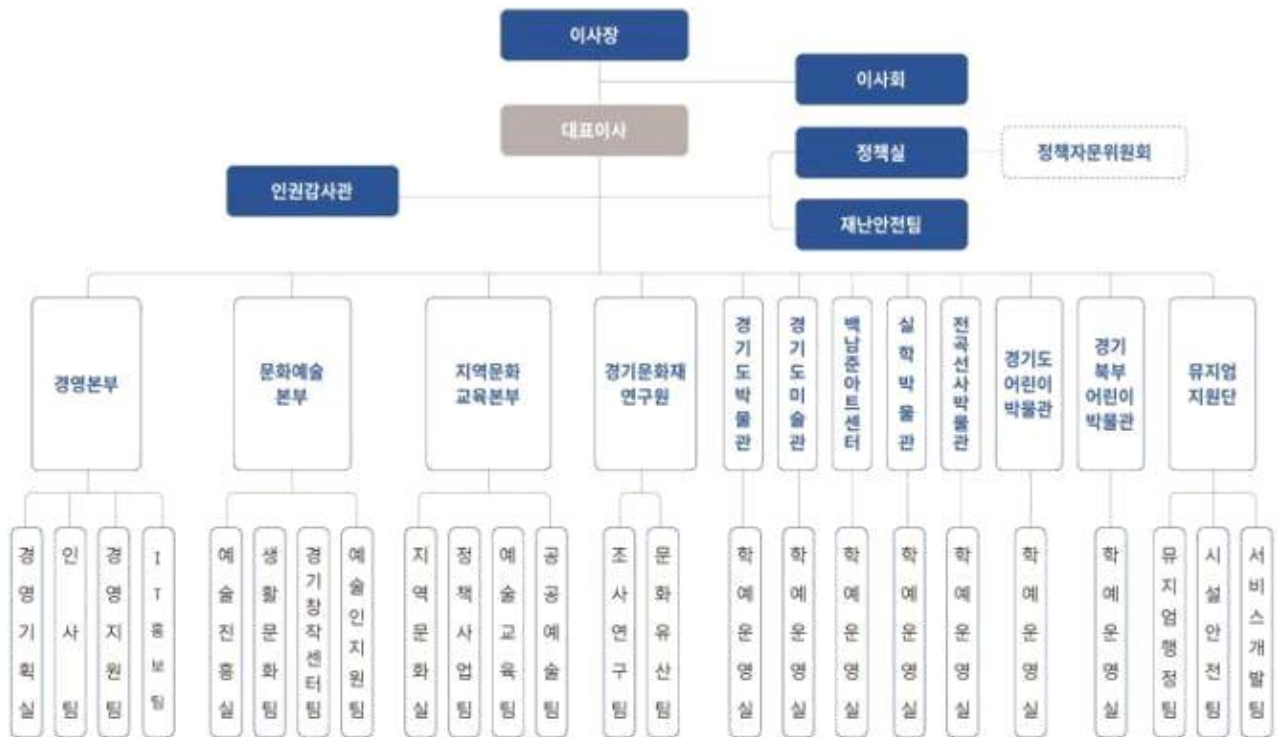 이사장
이사회
대표이사
정책실
정책자문위원회
인권감사관
재난안전팀
경영본부
문화예술
본부
지역문화
교육본부
경기문화재
연구원
경기도박물관
경기도미술관
백남준아트센터
실학박물관
전곡선사박물관
경기도
어린이
박물관
경기
북부
어린이
박물관
뮤지엄
지원단
경영기획실
인사팀
경영지원팀
IT홍보팀
예술진흥실
생활문화팀
경기창작센터팀
예술인지원팀
지역문화실
정책사업팀
예술교육팀
공공예술팀
조사연구팀
문화유산팀
학예운영실
학예운영실
학예운영실
학예운영실
학예운영실
학예운영실
학예운영실
뮤지엄행정팀
시설안전팀
서비스개발팀